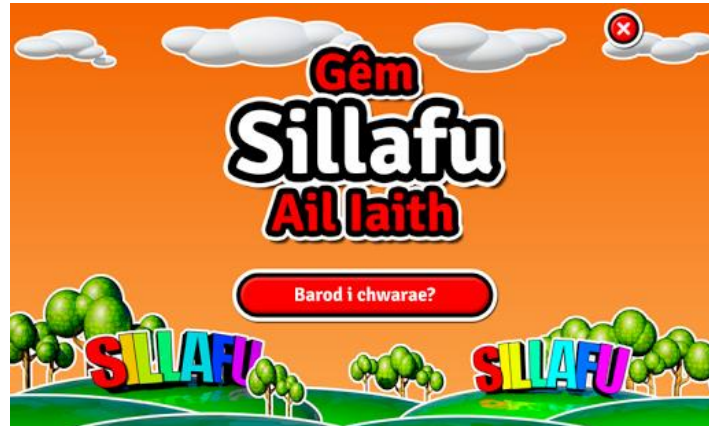 Gêm
Sillafu
Ail Iaith
Barod i chwarae?
SILLAFU
SILLAFU